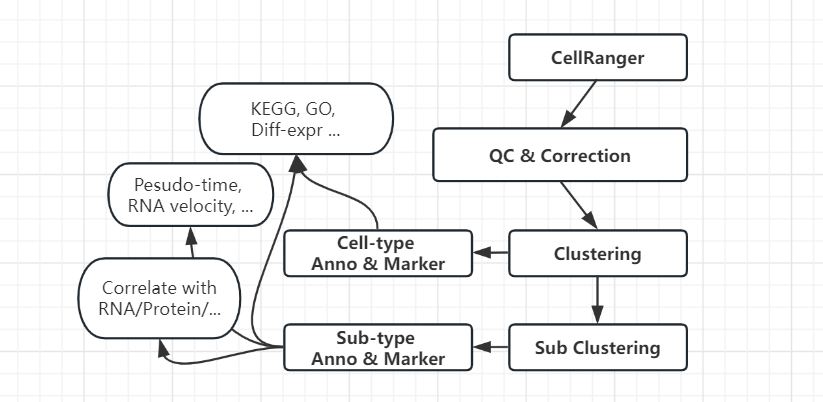 CellRanger
KEGG, GO,
Diff-expr ...
QC & Correction
Pesudo-time,
RNA velocity, ...
Cell-type
Anno & Marker
Clustering
Correlate with
RNA/Protein/...
Sub-type
Anno & Marker
Sub Clustering